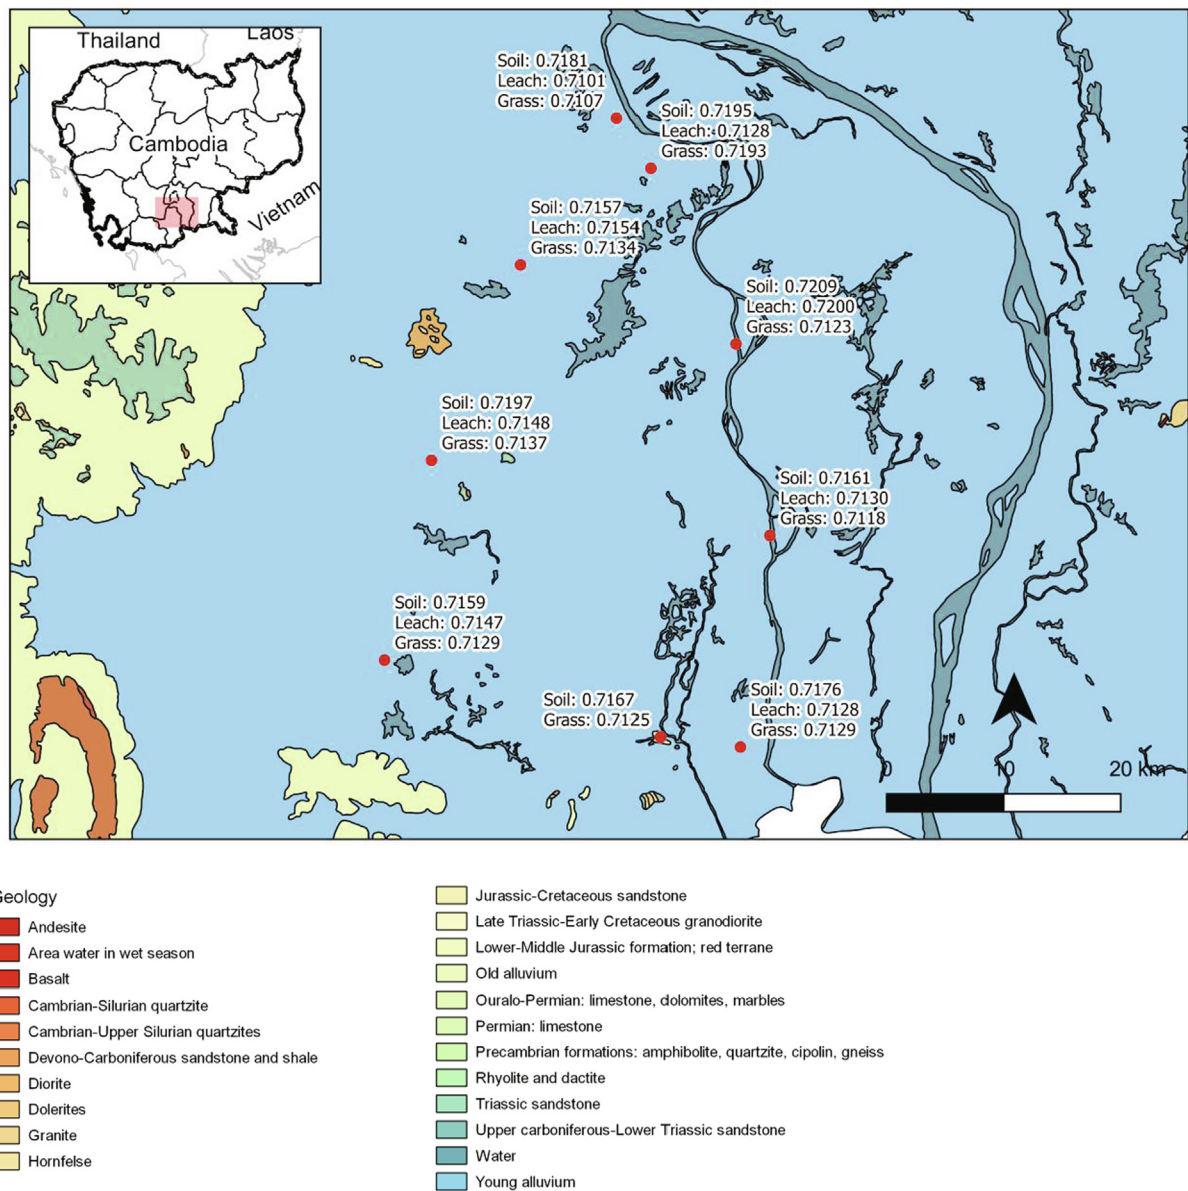 Thailand
Laos
Cambodia
Vietnam
Soil: 0.7181
Leach: 0.7101
Grass: 0.7107
Soil: 0.7195
Leach: 0.7128
Grass: 0.7193
Soil: 0.7157
Leach: 0.7154
Grass: 0.7134
Soil: 0.7209
Leach: 0.7200
Grass: 0.7123
Soil: 0.7197
Leach: 0.7148
Grass: 0.7137
Soil: 0.7161
Leach: 0.7130
Grass: 0.7118
Soil: 0.7159
Leach: 0.7147
Grass: 0.7129
Soil: 0.7167
Grass: 0.7125
Soil: 0.7176
Leach: 0.7128
Grass: 0.7129
0 10 20 km
Geology
Andesite
Area water in wet season
Basalt
Cambrian-Silurian quartzite
Cambrian-Upper Silurian quartzites
Devono-Carboniferous sandstone and shale
Diorite
Dolerites
Granite
Hornfelse
Jurassic-Cretaceous sandstone
Late Triassic-Early Cretaceous granodiorite
Lower-Middle Jurassic formation; red terrane
Old alluvium
Ouralo-Permian: limestone, dolomites, marbles
Permian: limestone
Precambrian formations: amphibolite, quartzite, cipolin, gneiss
Rhyolite and dactite
Triassic sandstone
Upper carboniferous-Lower Triassic sandstone
Water
Young alluvium